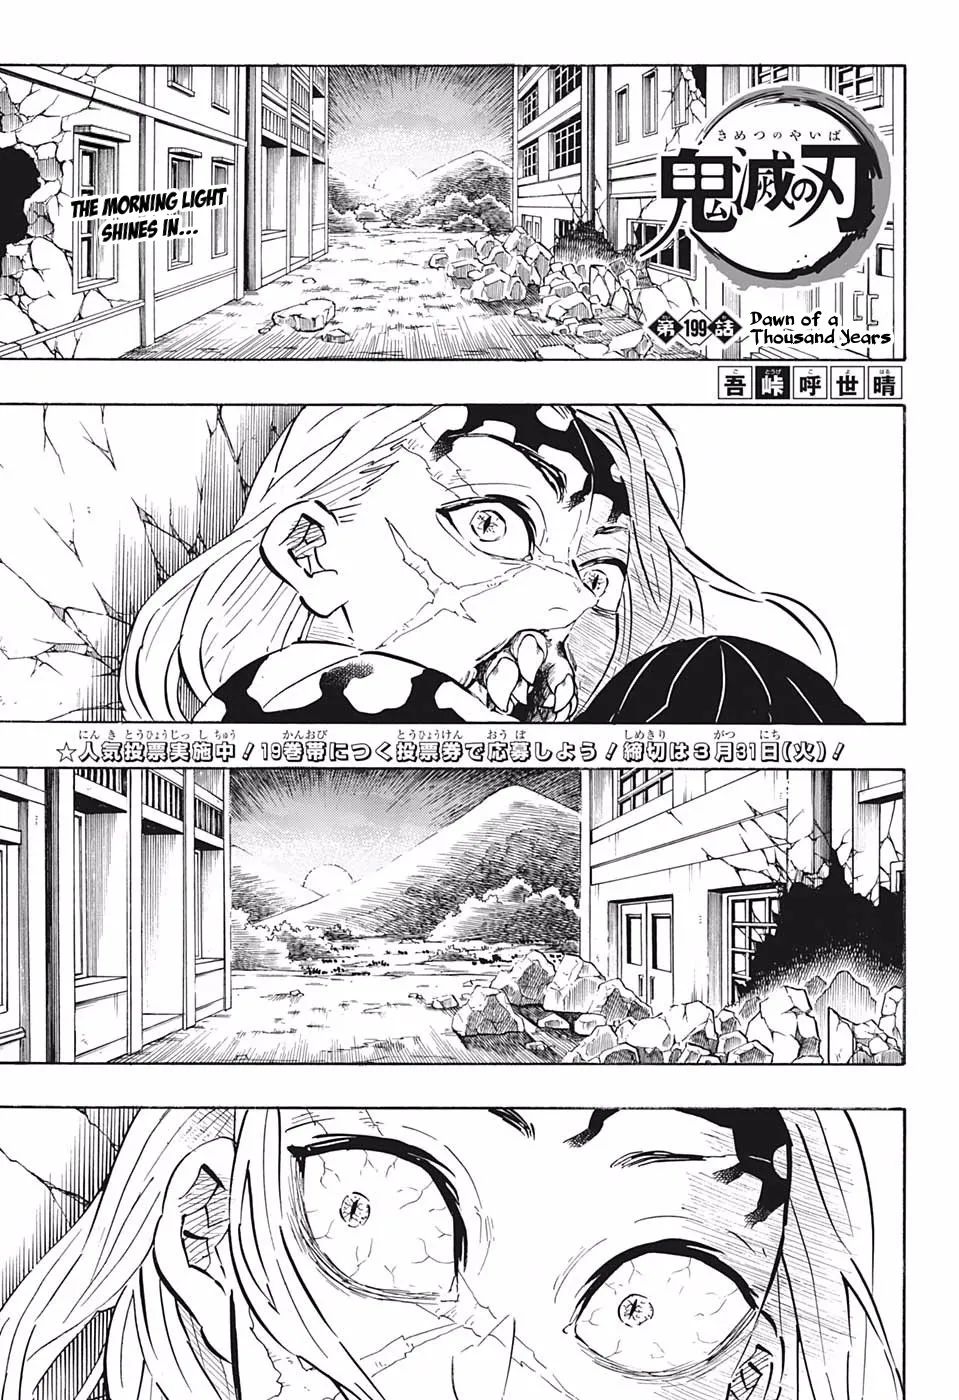 きめつのやいば
鬼滅の刃
THE MORNING LIGHT
SHINES IN...
第199話
Dawn of a
Thousand Years
吾峠呼世晴
☆人気投票実施中！19巻帯につく投票券で応募しよう！締切は3月31日(火)！